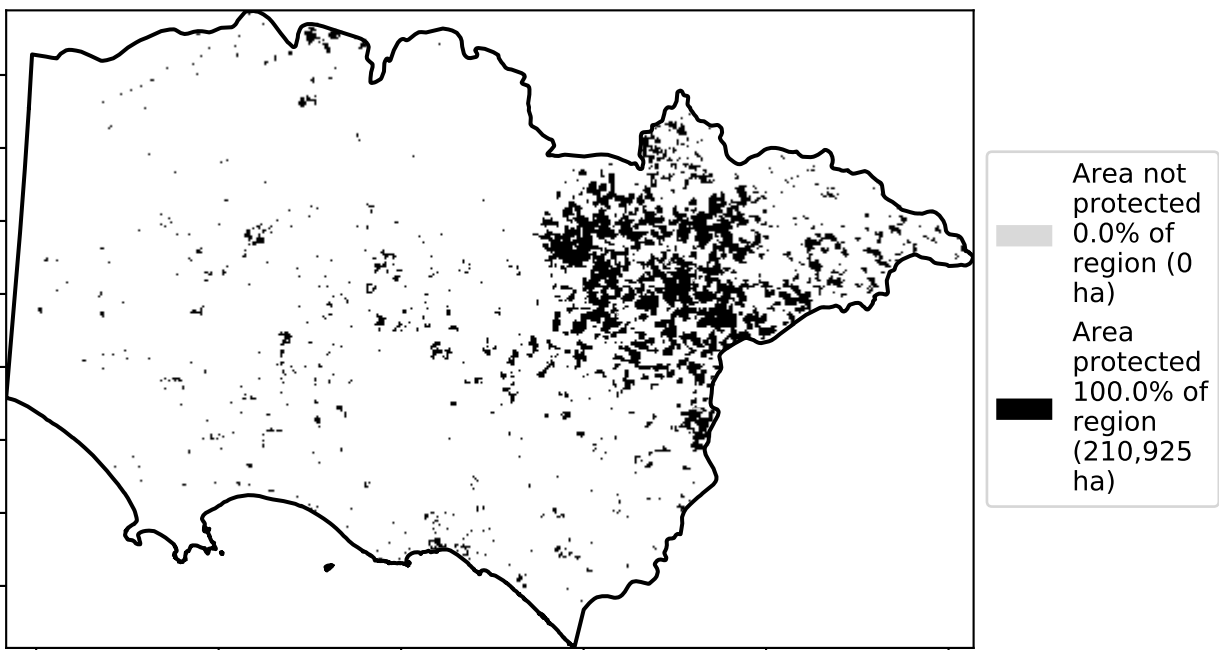 Area not
protected
0.0% of
region (0
ha)
Area
protected
100.0% of
region
(210,925
ha)